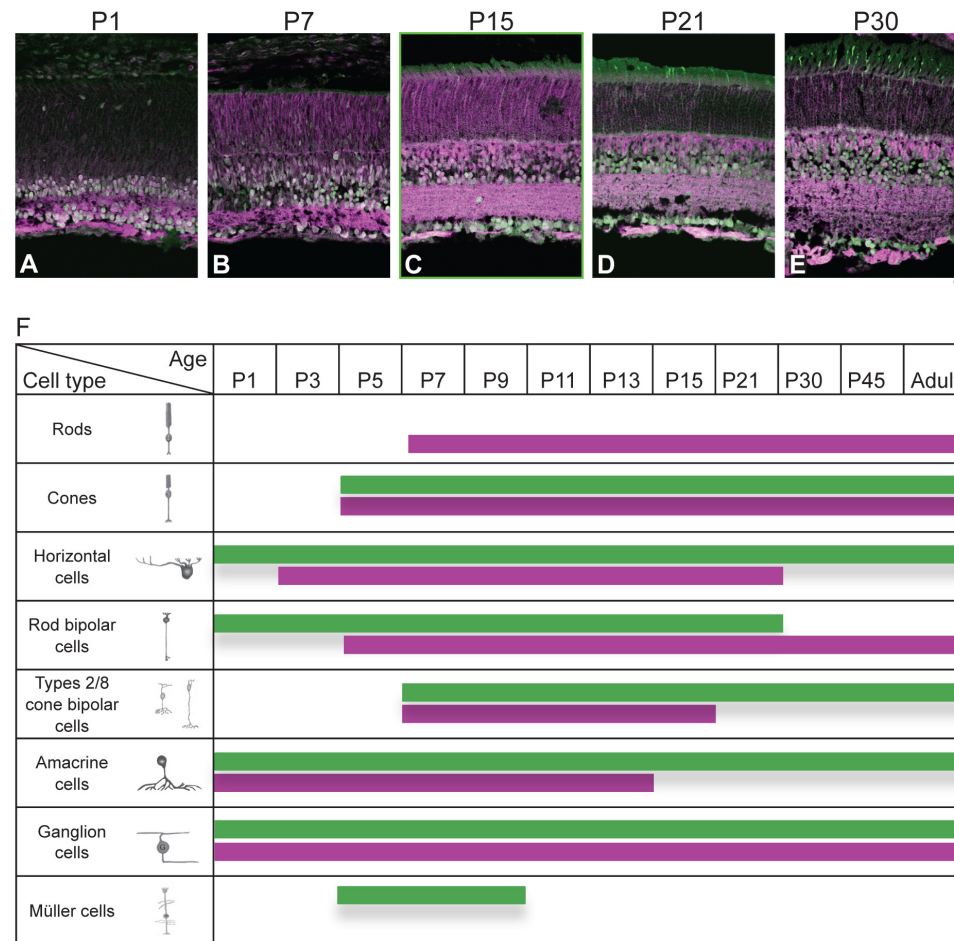 P1 P7 P15 P21 P30
A B C D E
F
Age
Cell type P1 P3 P5 P7 P9 P11 P13 P15 P21 P30 P45 Adul
Rods
Cones
Horizontal
cells
Rod bipolar
cells
Types 2/8
cone bipolar
cells
Amacrine
cells
Ganglion
cells
G
Müller cells